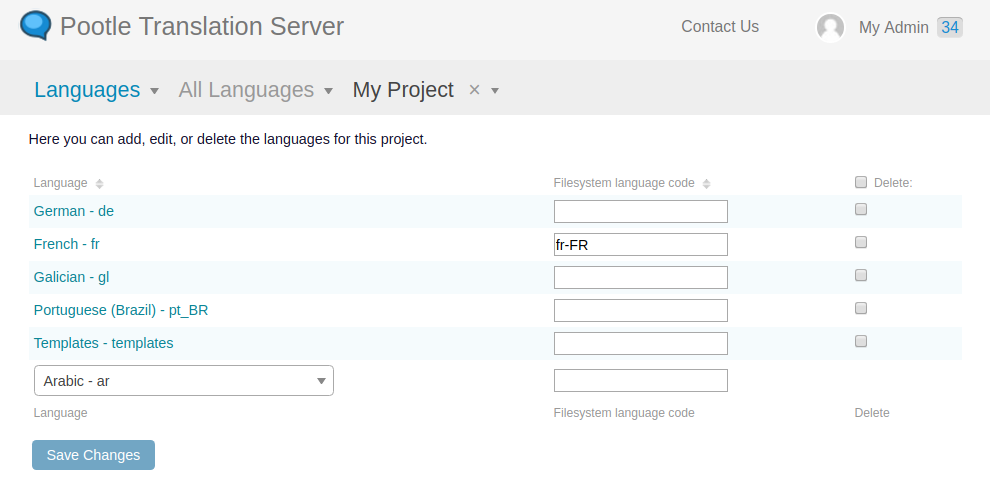 Pootle Translation Server Contact Us My Admin 34
Languages All Languages My Project ×
Here you can add, edit, or delete the languages for this project.
Language Filesystem language code Delete:
German - de
French - fr fr-FR
Galician - gl
Portuguese (Brazil) - pt_BR
Templates - templates
Arabic - ar
Language Filesystem language code Delete
Save Changes